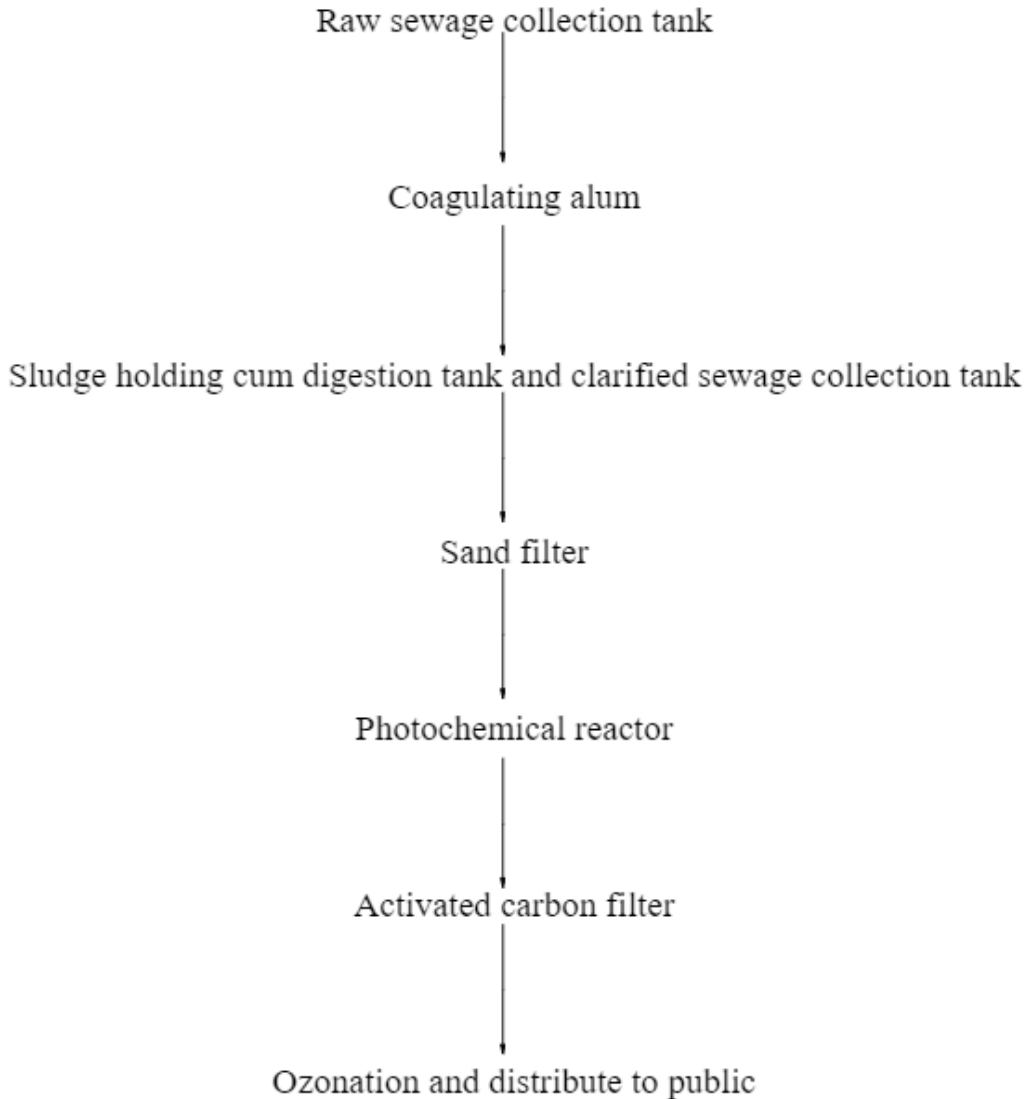 Raw sewage collection tank
Coagulating alum
Sludge holding cum digestion tank and clarified sewage collection tank
Sand filter
Photochemical reactor
Activated carbon filter
Ozonation and distribute to public